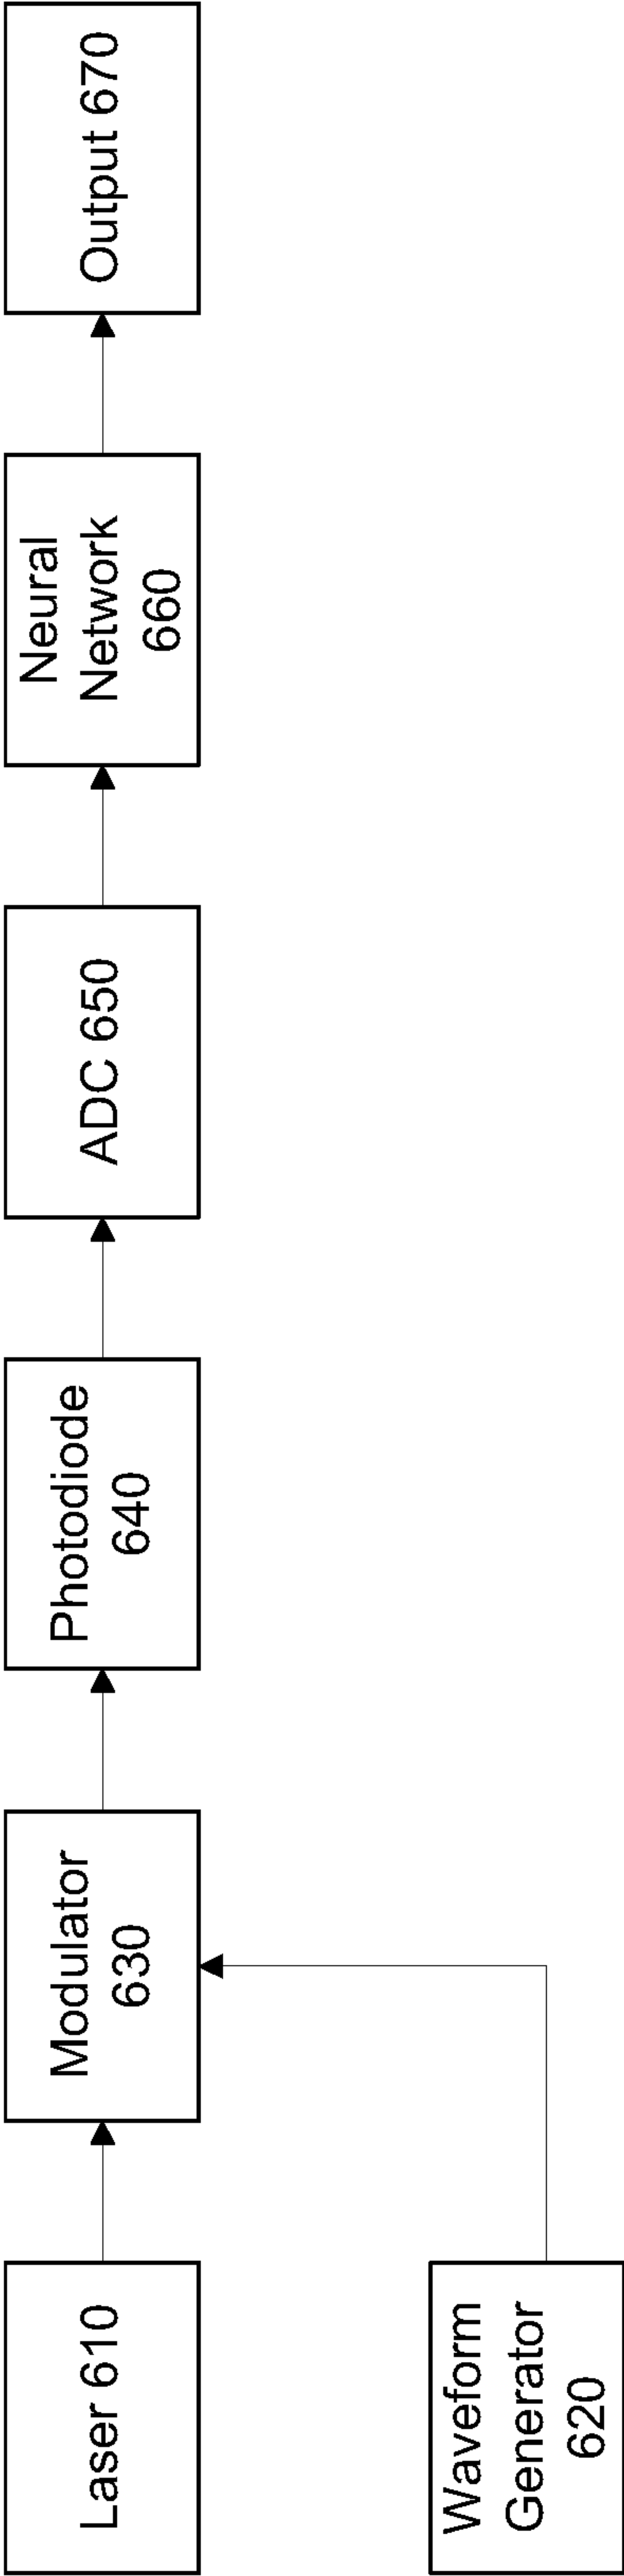 Laser 610
Modulator
630
Photodiode
640
ADC 650
Neural
Network
660
Output 670
Waveform
Generator
620